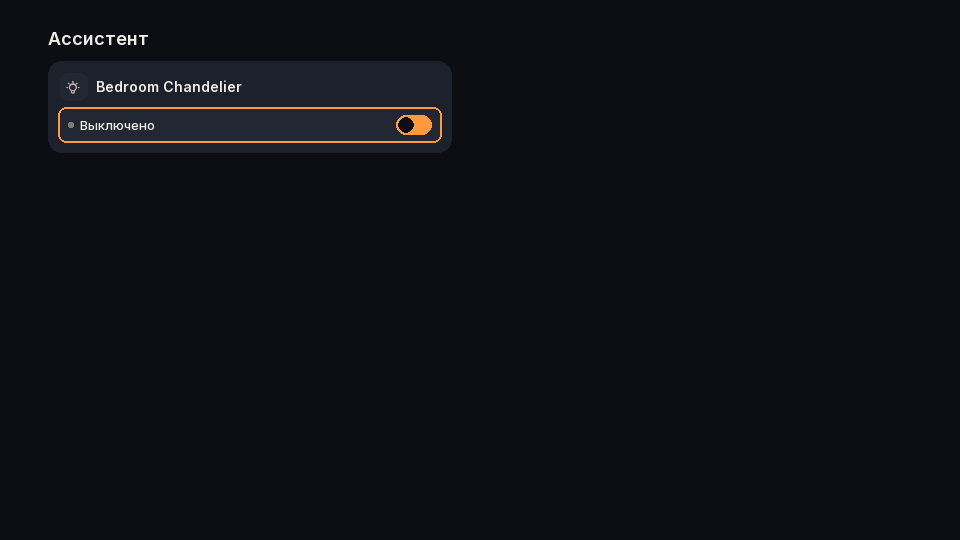 Ассистент
Bedroom Chandelier
Выключено